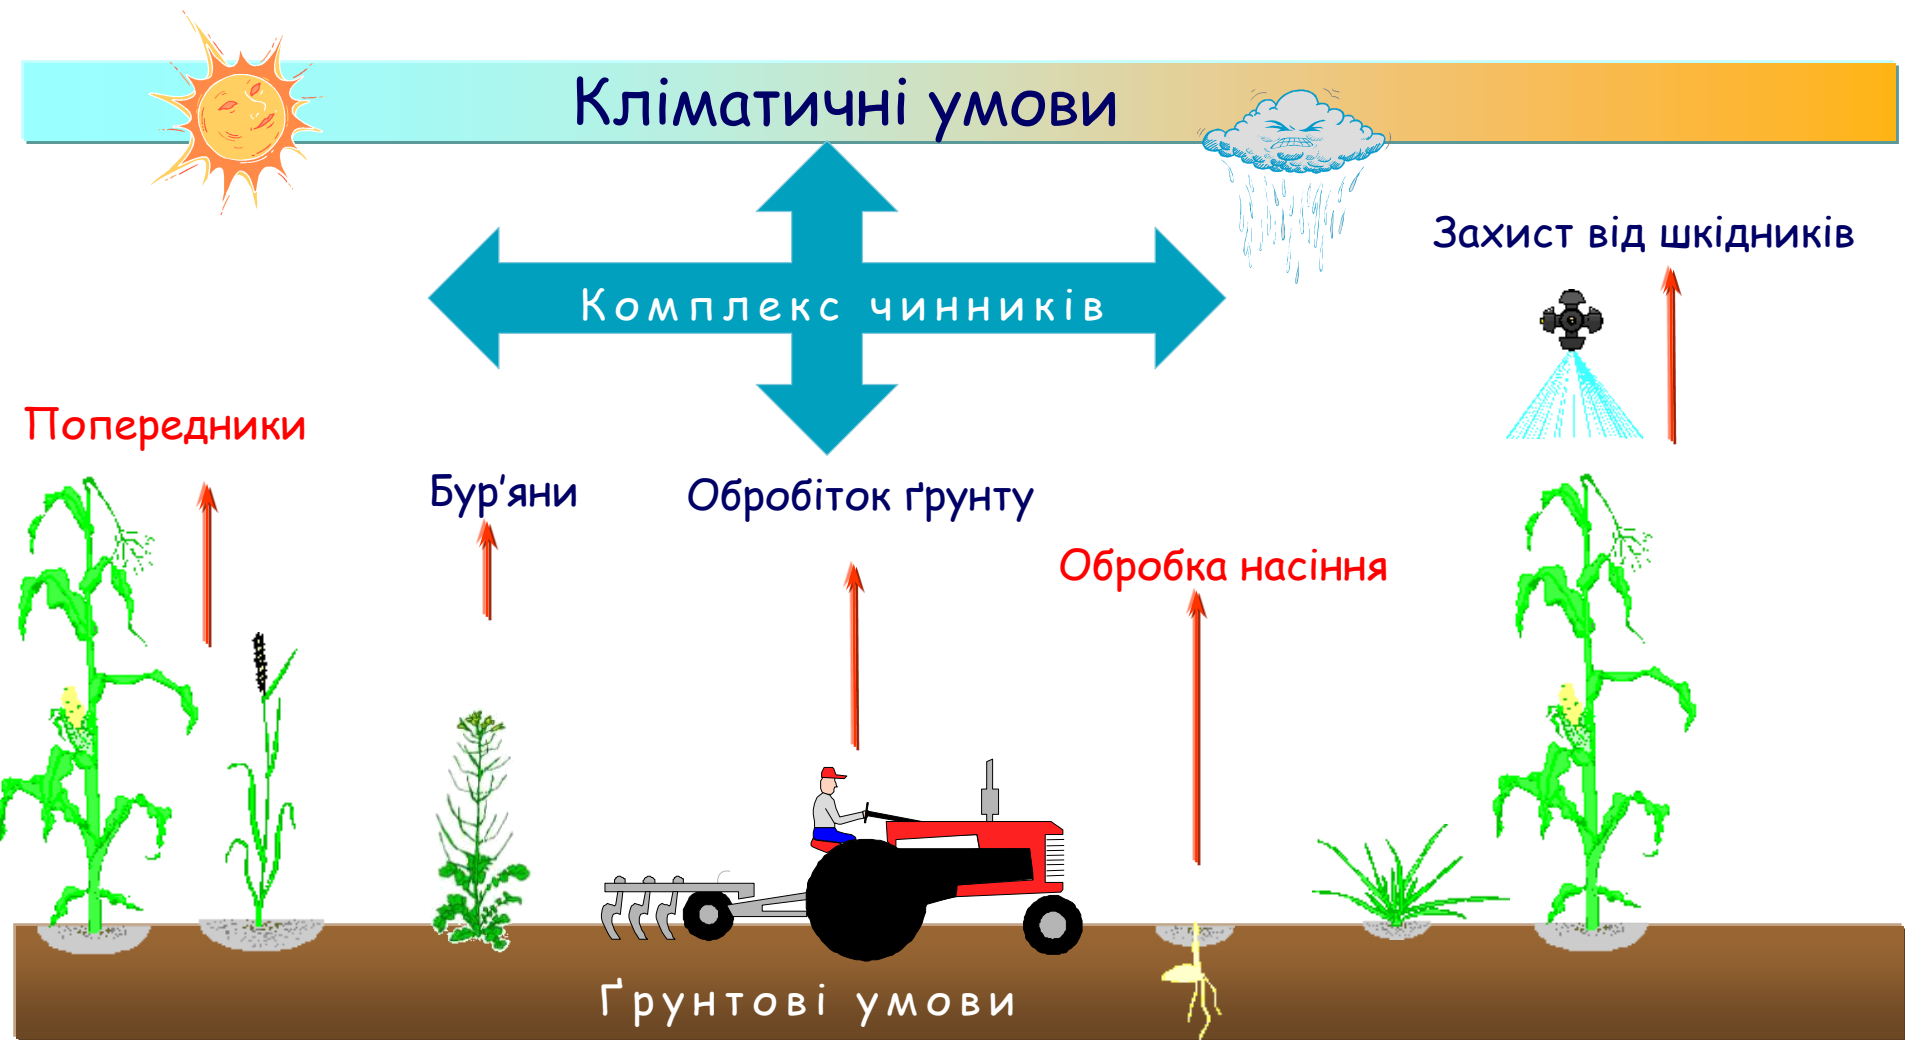 Кліматичні умови
Захист від шкідників
Комплекс чинників
Попередники
Бур’яни
Обробіток ґрунту
Обробка насіння
Ґрунтові умови